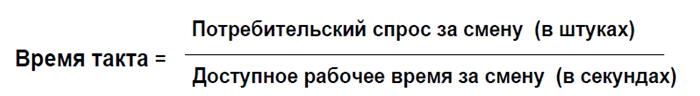 Потребительский спрос за смену (в штуках)
Время такта =
Доступное рабочее время за смену (в секундах)